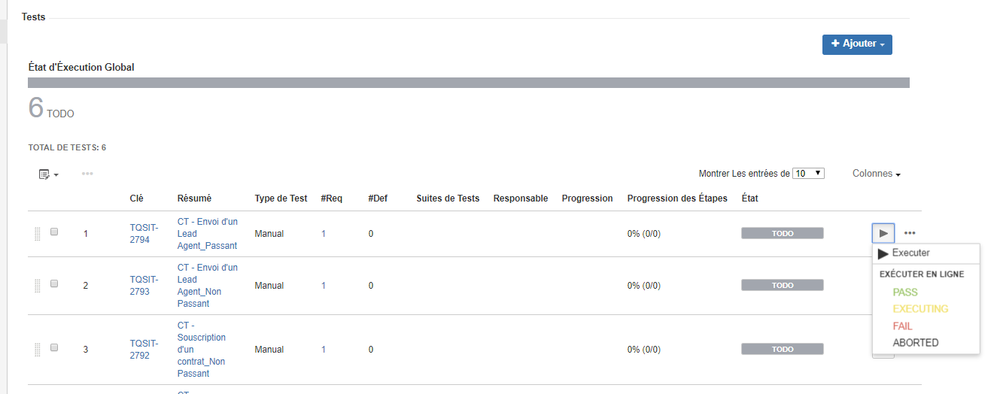 Tests
+ Ajouter
État d'Éxecution Global
6 TODO
TOTAL DE TESTS: 6
Montrer Les entrées de 10 Colonnes
Clé Résumé Type de Test #Req #Def Suites de Tests Responsable Progression Progression des Étapes État
1 TQSIT-2794 CT - Envoi d'un Lead Agent_Passant Manual 1 0 0% (0/0) TODO
Executer
EXÉCUTER EN LIGNE
PASS
EXECUTING
FAIL
ABORTED
2 TQSIT-2793 CT - Envoi d'un Lead Agent_Non Passant Manual 1 0 0% (0/0) TODO
3 TQSIT-2792 CT - Souscription d'un contrat_Non Passant Manual 1 0 0% (0/0) TODO
CT -